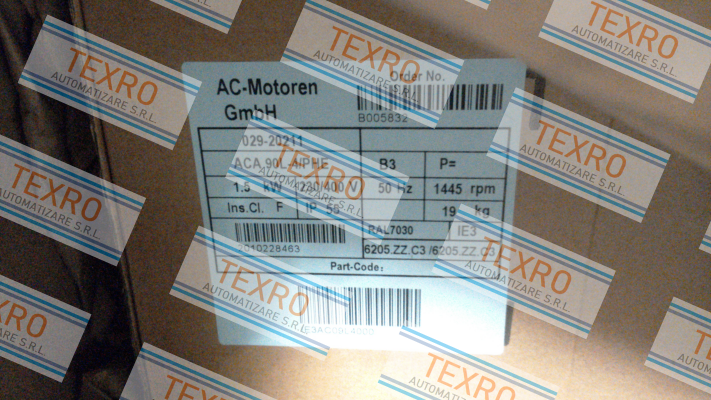 AC-Motoren
GmbH
Order No.
B005832
029-20211
ACA 90L-4/PHE B3 P=
1.5 kW 230/400 V 50 Hz 1445 rpm
Ins.Cl. F IP 55 19 kg
RAL7030 IE3
2010228463 6205.ZZ.C3 /6205.ZZ.C3
Part-Code:
TEXRO
AUTOMATIZARE S.R.L.